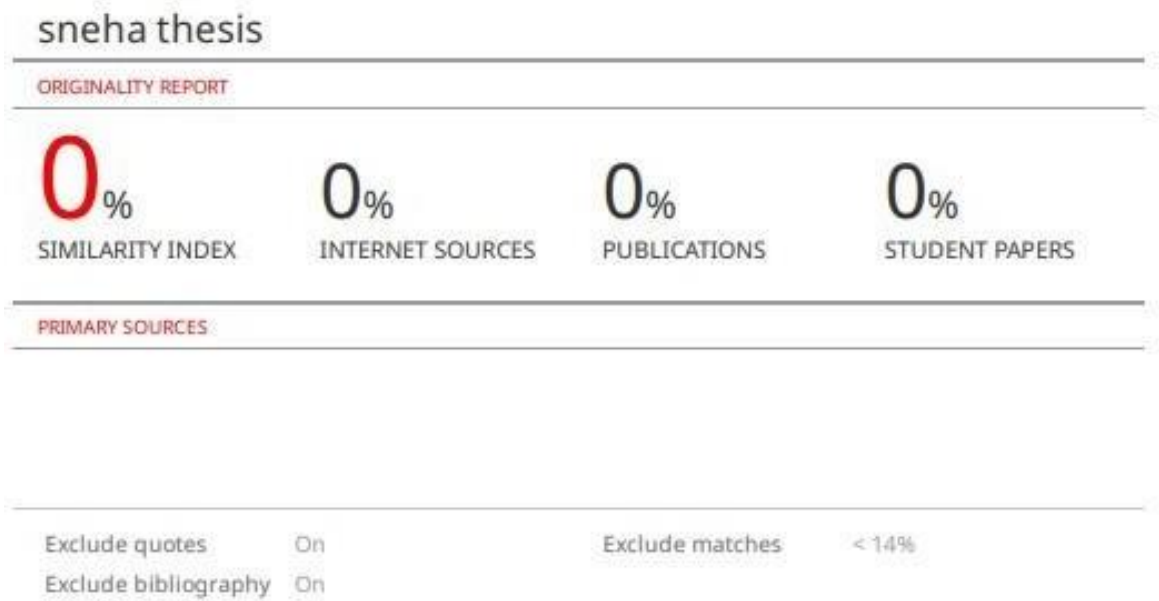 sneha thesis
ORIGINALITY REPORT
0% 0% 0% 0%
SIMILARITY INDEX INTERNET SOURCES PUBLICATIONS STUDENT PAPERS
PRIMARY SOURCES
Exclude quotes On Exclude matches < 14%
Exclude bibliography On